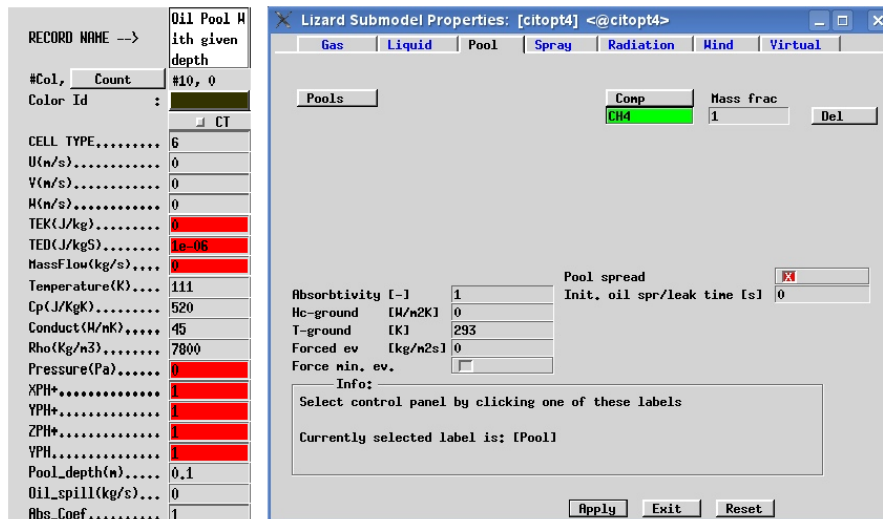 RECORD NAME -->
Oil Pool W
ith given
depth
#Col, Count #10, 0
Color Id :
CT
CELL TYPE......... 6
U(m/s)............ 0
V(m/s)............ 0
W(m/s)............ 0
TEK(J/kg)......... 0
TED(J/kgS)........ 1e-06
MassFlow(kg/s).... 0
Temperature(K).... 111
Cp(J/KgK)......... 520
Conduct(W/mK)..... 45
Rho(Kg/m3)........ 7800
Pressure(Pa)...... 0
XPH+.............. 1
YPH+.............. 1
ZPH+.............. 1
YPH............... 1
Pool_depth(m)..... 0.1
Oil_spill(kg/s)... 0
Abs_Coef.......... 1
Lizard Submodel Properties: [citopt4] <@citopt4>
Gas Liquid Pool Spray Radiation Wind Virtual
Pools
Comp Mass frac
CH4 1 Del
Pool spread X
Init. oil spr/leak time [s] 0
Absorbtivity [-] 1
Hc-ground [W/m2K] 0
T-ground [K] 293
Forced ev [kg/m2s] 0
Force min. ev.
Info:
Select control panel by clicking one of these labels
Currently selected label is: [Pool]
Apply Exit Reset